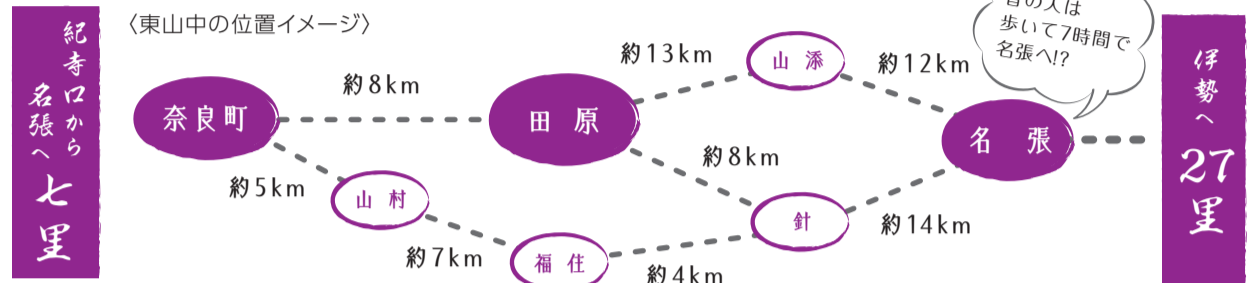 紀寺口から
名張へ七里
〈東山中の位置イメージ〉
奈良町
約8km
田原
約13km
山添
約12km
昔の人は
歩いて7時間で
名張へ!?
名張
約8km
約5km
山村
約7km
福住
約4km
針
約14km
伊勢へ
27里